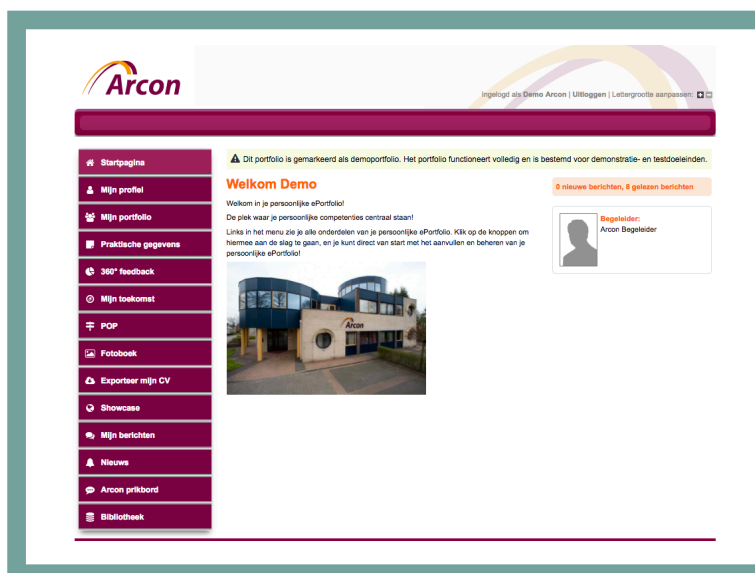 Arcon
Ingelogd als Demo Arcon | Uitloggen | Lettergrootte aanpassen:
Startpagina
Mijn profiel
Mijn portfolio
Praktische gegevens
360° feedback
Mijn toekomst
POP
Fotoboek
Exporteer mijn CV
Showcase
Mijn berichten
Nieuws
Arcon prikbord
Bibliotheek
Dit portfolio is gemarkeerd als demoportfolio. Het portfolio functioneert volledig en is bestemd voor demonstratie- en testdoeleinden.
Welkom Demo
Welkom in je persoonlijke ePortfolio!
De plek waar je persoonlijke competenties centraal staan!
Links in het menu zie je alle onderdelen van je persoonlijke ePortfolio. Klik op de knoppen om
hiermee aan de slag te gaan, en je kunt direct van start met het aanvullen en beheren van je
persoonlijke ePortfolio!
Arcon
0 nieuwe berichten, 8 gelezen berichten
Begeleider:
Arcon Begeleider